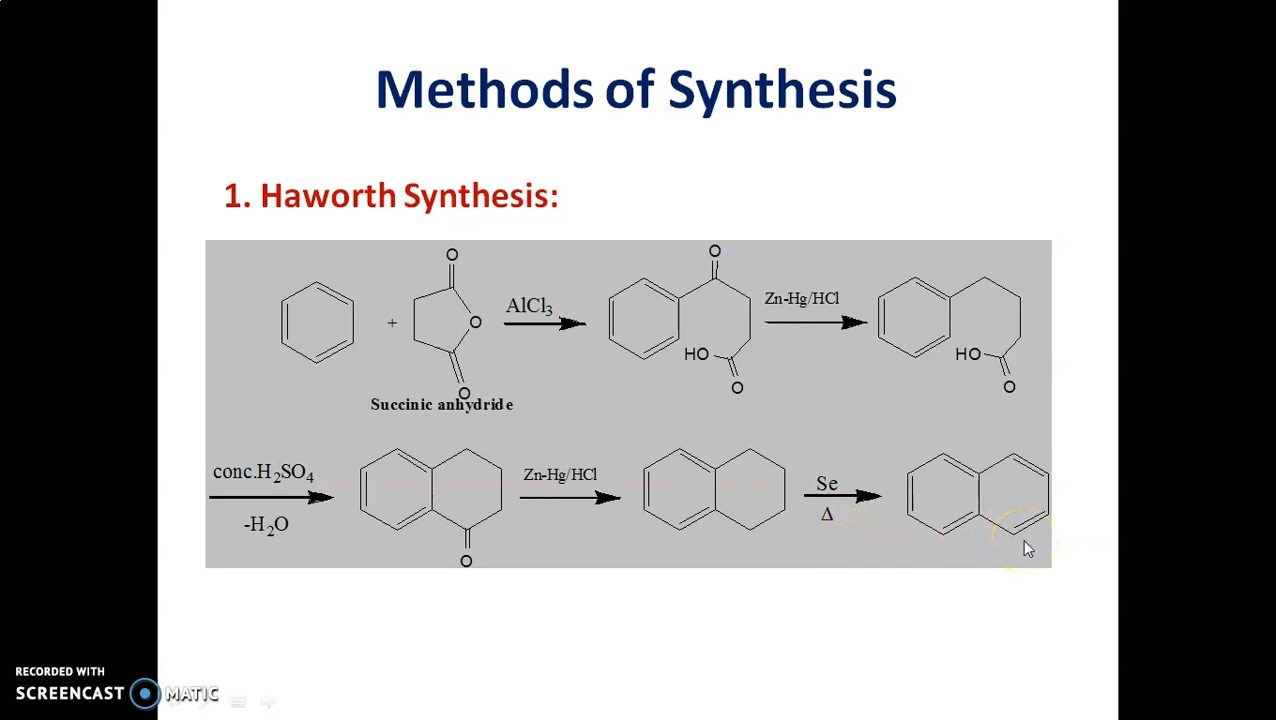 Methods of Synthesis
1. Haworth Synthesis:
O
O
O
+
AlCl3
Succinic anhydride
O
HO
O
Zn-Hg/HCl
HO
O
conc.H2SO4
-H2O
O
Zn-Hg/HCl
Se
Δ
RECORDED WITH
SCREENCAST MATIC